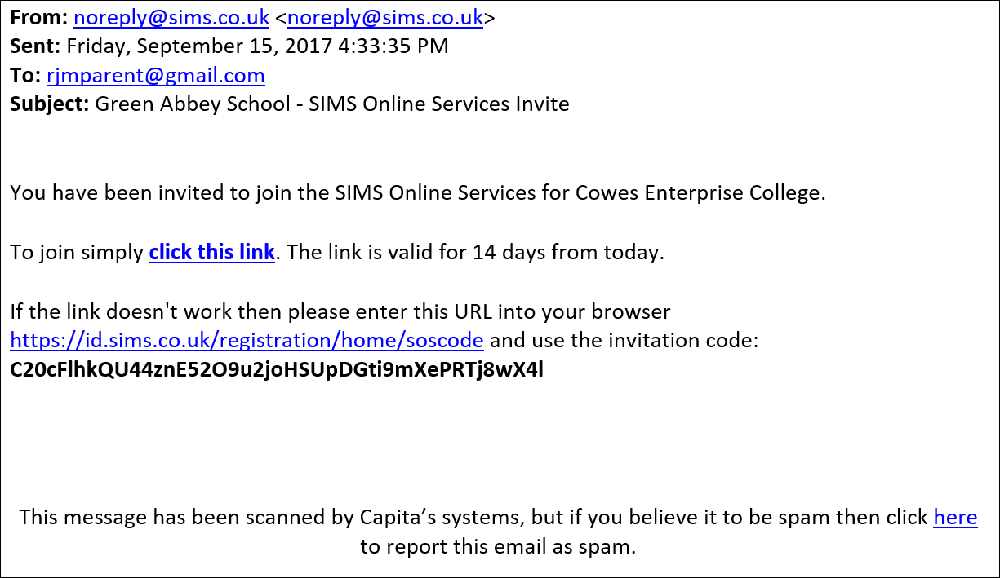 From: noreply@sims.co.uk <noreply@sims.co.uk>
Sent: Friday, September 15, 2017 4:33:35 PM
To: rjmparent@gmail.com
Subject: Green Abbey School - SIMS Online Services Invite
You have been invited to join the SIMS Online Services for Cowes Enterprise College.
To join simply click this link. The link is valid for 14 days from today.
If the link doesn't work then please enter this URL into your browser
https://id.sims.co.uk/registration/home/soscode and use the invitation code:
C20cFlhkQU44znE52O9u2joHSUpDGti9mXePRTj8wX4l
This message has been scanned by Capita’s systems, but if you believe it to be spam then click here
to report this email as spam.